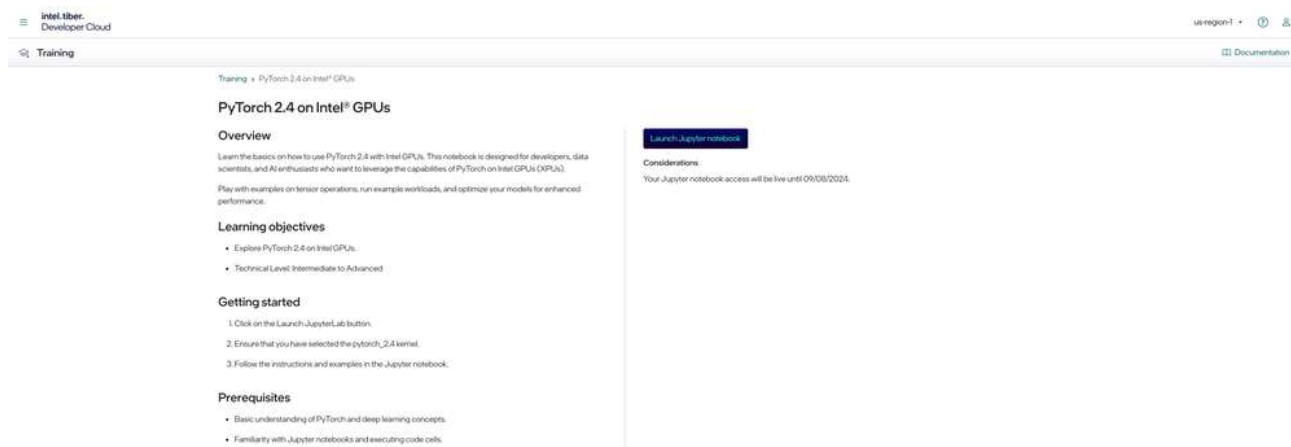 intel.tiber.
Developer Cloud
us-region-1
Training
Documentation
Training › PyTorch 2.4 on Intel® GPUs
PyTorch 2.4 on Intel® GPUs
Overview
Learn the basics on how to use PyTorch 2.4 with Intel GPUs. This notebook is designed for developers, data
scientists, and AI enthusiasts who want to leverage the capabilities of PyTorch on Intel GPUs (XPUs).
Play with examples on tensor operations, run example workloads, and optimize your models for enhanced
performance.
Learning objectives
• Explore PyTorch 2.4 on Intel GPUs.
• Technical Level: Intermediate to Advanced
Getting started
1. Click on the Launch JupyterLab button.
2. Ensure that you have selected the pytorch_2.4 kernel.
3. Follow the instructions and examples in the Jupyter notebook.
Prerequisites
• Basic understanding of PyTorch and deep learning concepts.
• Familiarity with Jupyter notebooks and executing code cells.
Launch Jupyter notebook
Considerations
Your Jupyter notebook access will be live until 09/08/2024.